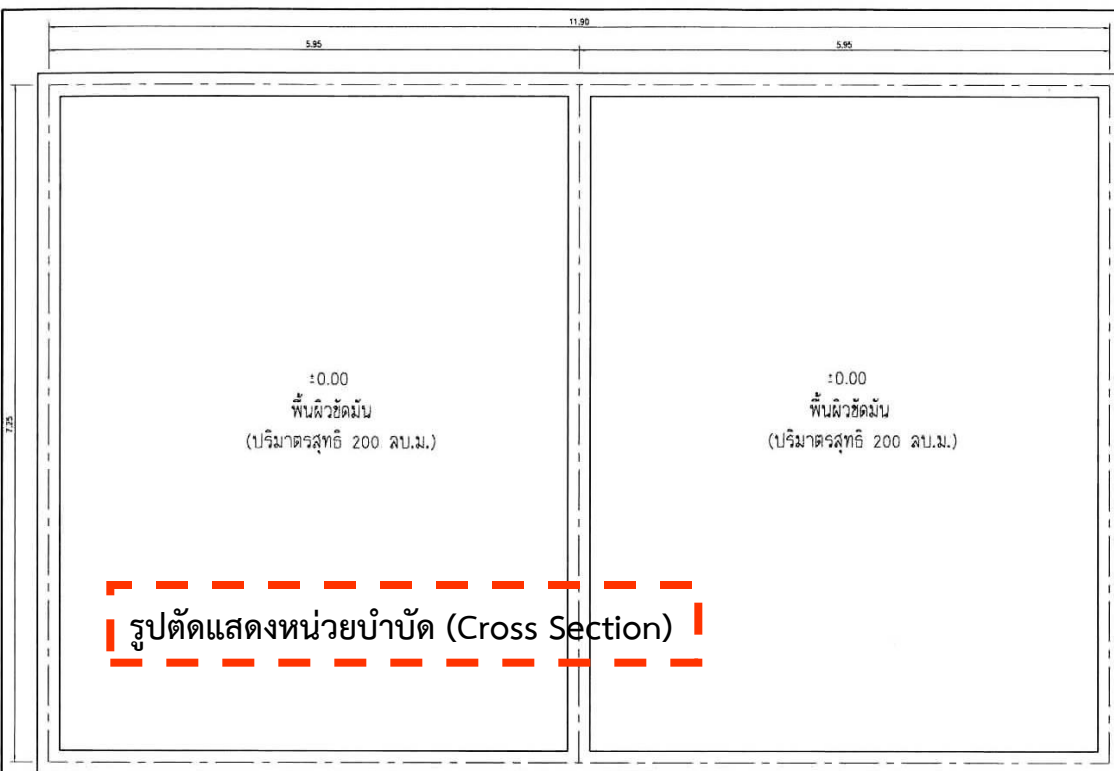 11.90
5.95
5.95
7.25
±0.00
พื้นผิวขัดมัน
(ปริมาตรสุทธิ 200 ลบ.ม.)
±0.00
พื้นผิวขัดมัน
(ปริมาตรสุทธิ 200 ลบ.ม.)
รูปตัดแสดงหน่วยบำบัด (Cross Section)